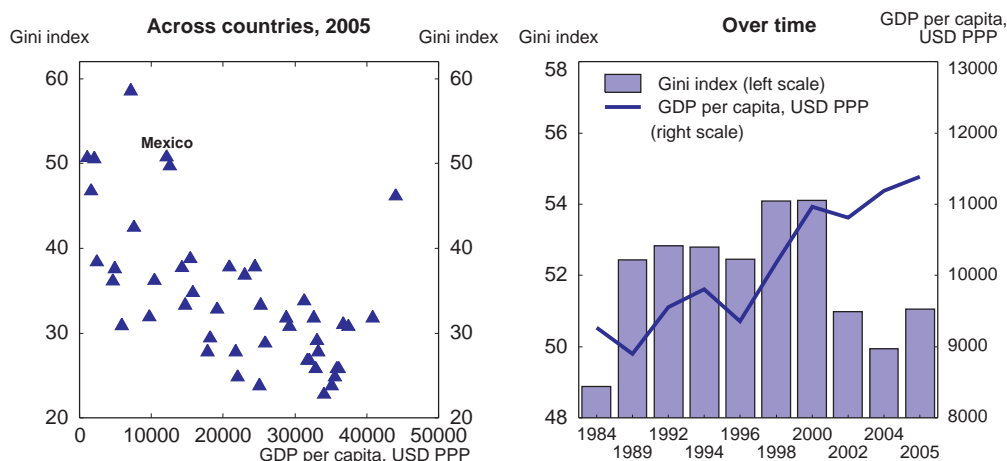 Across countries, 2005
Gini index
Gini index
60
50
40
30
20
60
50
40
30
20
Mexico
0 10000 20000 30000 40000 50000
GDP per capita, USD PPP
Over time
Gini index
GDP per capita,
USD PPP
58
56
54
52
50
48
13000
12000
11000
10000
9000
8000
Gini index (left scale)
GDP per capita, USD PPP
(right scale)
1984 1992 1996 2000 2004
1989 1994 1998 2002 2005